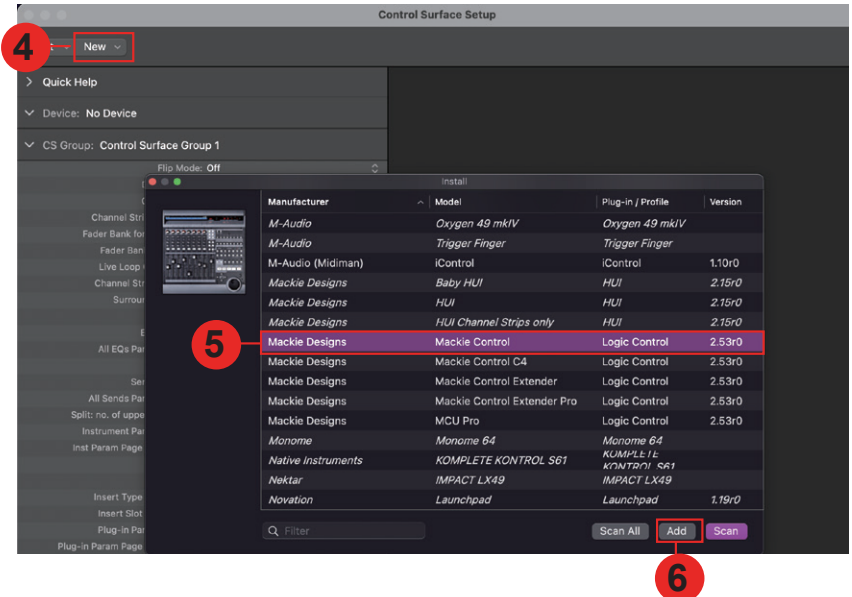 Control Surface Setup
4
New
Quick Help
Device: No Device
CS Group: Control Surface Group 1
Flip Mode: Off
Install
Manufacturer Model Plug-in / Profile Version
Channel Stri
M-Audio Oxygen 49 mkIV Oxygen 49 mkIV
Fader Bank for
M-Audio Trigger Finger Trigger Finger
Fader Ban
M-Audio (Midiman) iControl iControl 1.10r0
Live Loop
Channel Str
Mackie Designs Baby HUI HUI 2.15r0
Surrou
Mackie Designs HUI HUI 2.15r0
Mackie Designs HUI Channel Strips only HUI 2.15r0
5
Mackie Designs Mackie Control Logic Control 2.53r0
All EQs Par
Mackie Designs Mackie Control C4 Logic Control 2.53r0
Sen
Mackie Designs Mackie Control Extender Logic Control 2.53r0
All Sends Par
Mackie Designs Mackie Control Extender Pro Logic Control 2.53r0
Split: no. of uppe
Mackie Designs MCU Pro Logic Control 2.53r0
Instrument Par
Monome Monome 64 Monome 64
Inst Param Page
Native Instruments KOMPLETE KONTROL S61 KOMPLETE KONTROL S61
Nektar IMPACT LX49 IMPACT LX49
Insert Type
Novation Launchpad Launchpad 1.19r0
Insert Slot
Plug-in Par
Filter Scan All Add Scan
Plug-in Param Page
6